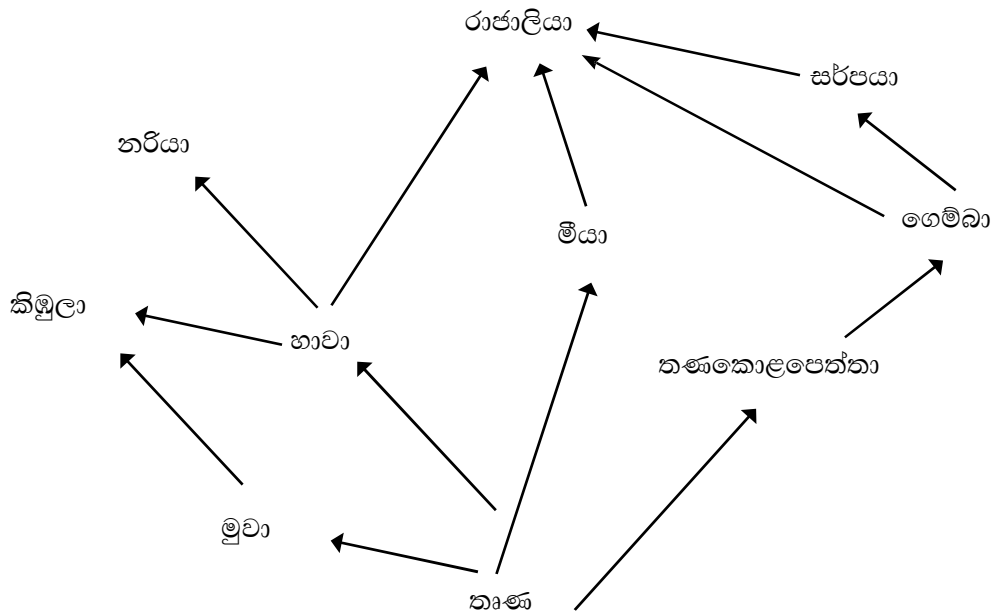 රාජාලියා
සර්පයා
නරියා
ගෙම්බා
මීයා
කිඹුලා
හාවා
තණකොළපෙත්තා
මුවා
තෘණ